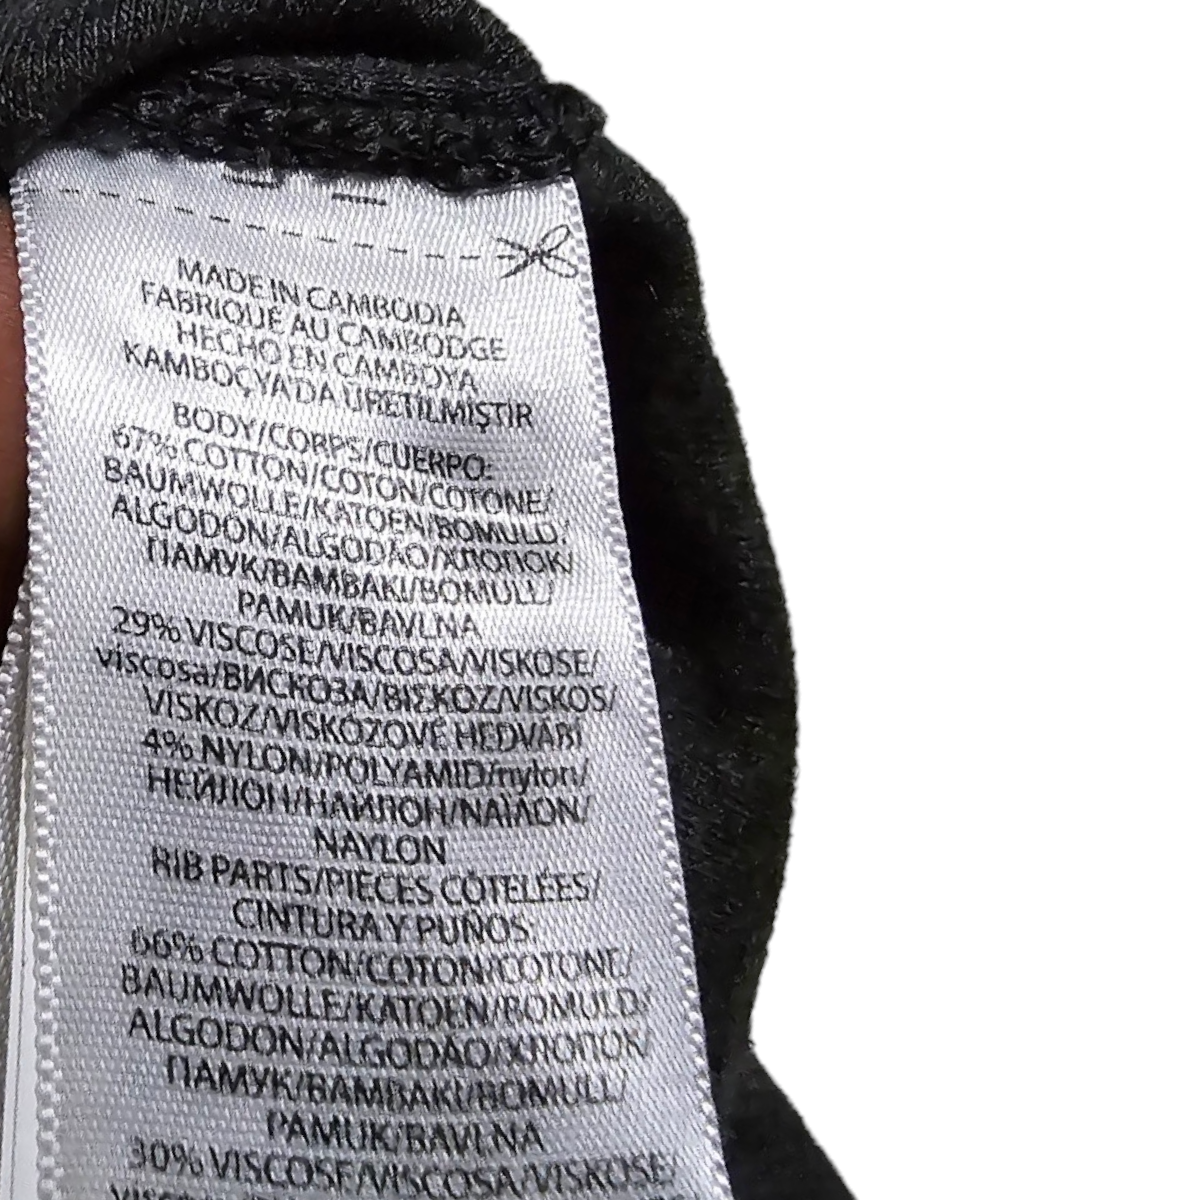 MADE IN CAMBODIA
FABRIQUÉ AU CAMBODGE
HECHO EN CAMBOYA
KAMBOÇYA'DA ÜRETİLMİŞTİR
BODY/CORPS/CUERPO:
67% COTTON/COTON/COTONE/
BAUMWOLLE/KATOEN/BOMULD/
ALGODÓN/ALGODÃO/ХЛОПОК/
ПАМУК/BAMBAKI/BOMULL/
PAMUK/BAVLNA
29% VISCOSE/VISCOSA/VISKOSE/
viscosa/ВИСКОЗА/ΒΙΣΚΟΖ/VISKOS/
VISKOZ/VISKÓZOVÉ HEDVÁBÍ
4% NYLON/POLYAMID/nylon/
НЕЙЛОН/НАЙЛОН/ΝΑΪΛΟΝ/
NAYLON
RIB PARTS/PIÈCES CÔTELÉES/
CINTURA Y PUÑOS:
66% COTTON/COTON/COTONE/
BAUMWOLLE/KATOEN/BOMULD/
ALGODÓN/ALGODÃO/ХЛОПОК/
ПАМУК/BAMBAKI/BOMULL/
PAMUK/BAVLNA
30% VISCOSE/VISCOSA/VISKOSE/